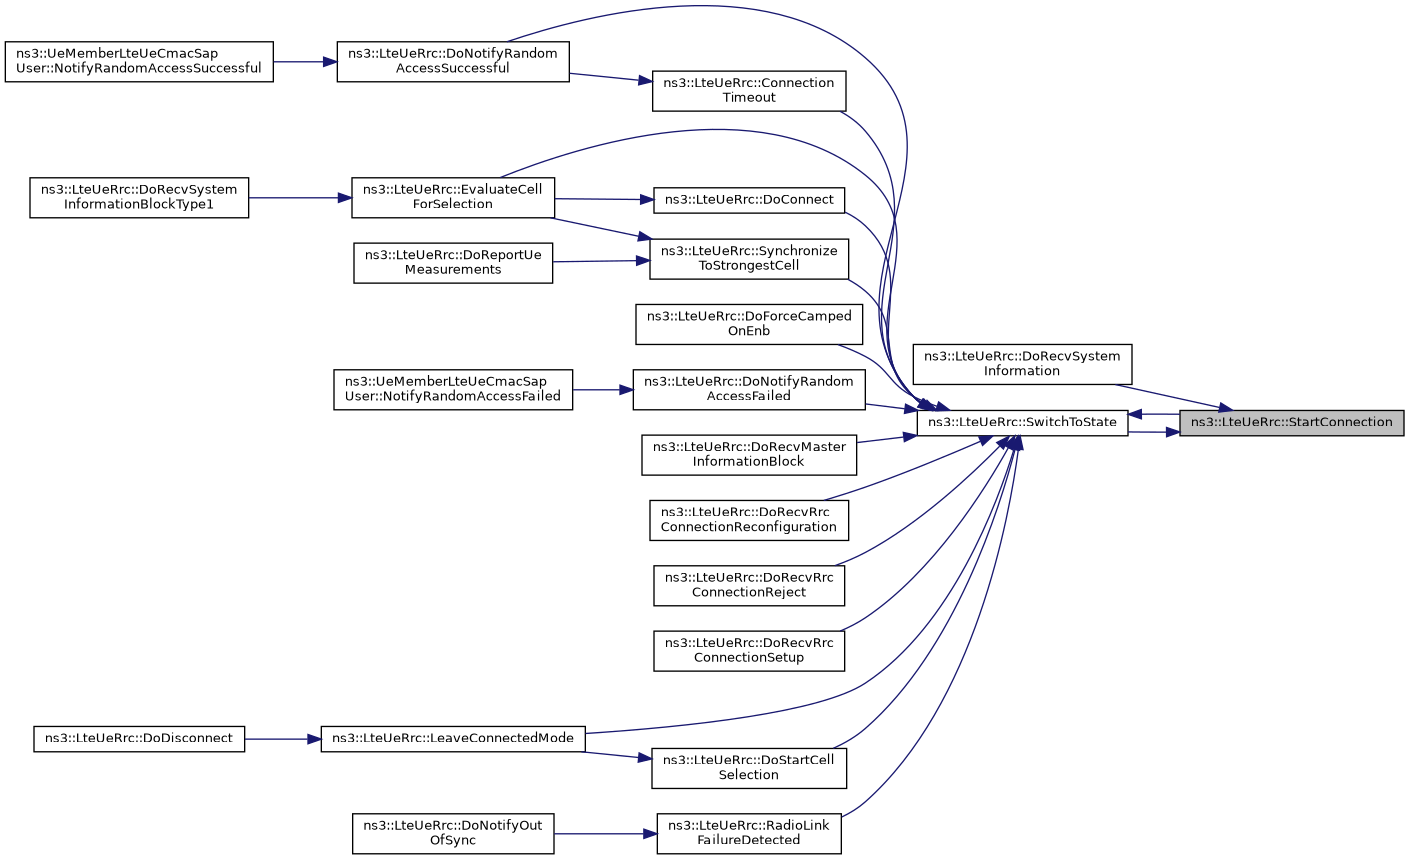 ns3::UeMemberLteUeCmacSap
User::NotifyRandomAccessSuccessful
ns3::LteUeRrc::DoNotifyRandom
AccessSuccessful
ns3::LteUeRrc::Connection
Timeout
ns3::LteUeRrc::DoRecvSystem
InformationBlockType1
ns3::LteUeRrc::EvaluateCell
ForSelection
ns3::LteUeRrc::DoConnect
ns3::LteUeRrc::DoReportUe
Measurements
ns3::LteUeRrc::Synchronize
ToStrongestCell
ns3::LteUeRrc::DoForceCamped
OnEnb
ns3::LteUeRrc::DoRecvSystem
Information
ns3::UeMemberLteUeCmacSap
User::NotifyRandomAccessFailed
ns3::LteUeRrc::DoNotifyRandom
AccessFailed
ns3::LteUeRrc::SwitchToState
ns3::LteUeRrc::StartConnection
ns3::LteUeRrc::DoRecvMaster
InformationBlock
ns3::LteUeRrc::DoRecvRrc
ConnectionReconfiguration
ns3::LteUeRrc::DoRecvRrc
ConnectionReject
ns3::LteUeRrc::DoRecvRrc
ConnectionSetup
ns3::LteUeRrc::DoDisconnect
ns3::LteUeRrc::LeaveConnectedMode
ns3::LteUeRrc::DoStartCell
Selection
ns3::LteUeRrc::DoNotifyOut
OfSync
ns3::LteUeRrc::RadioLink
FailureDetected